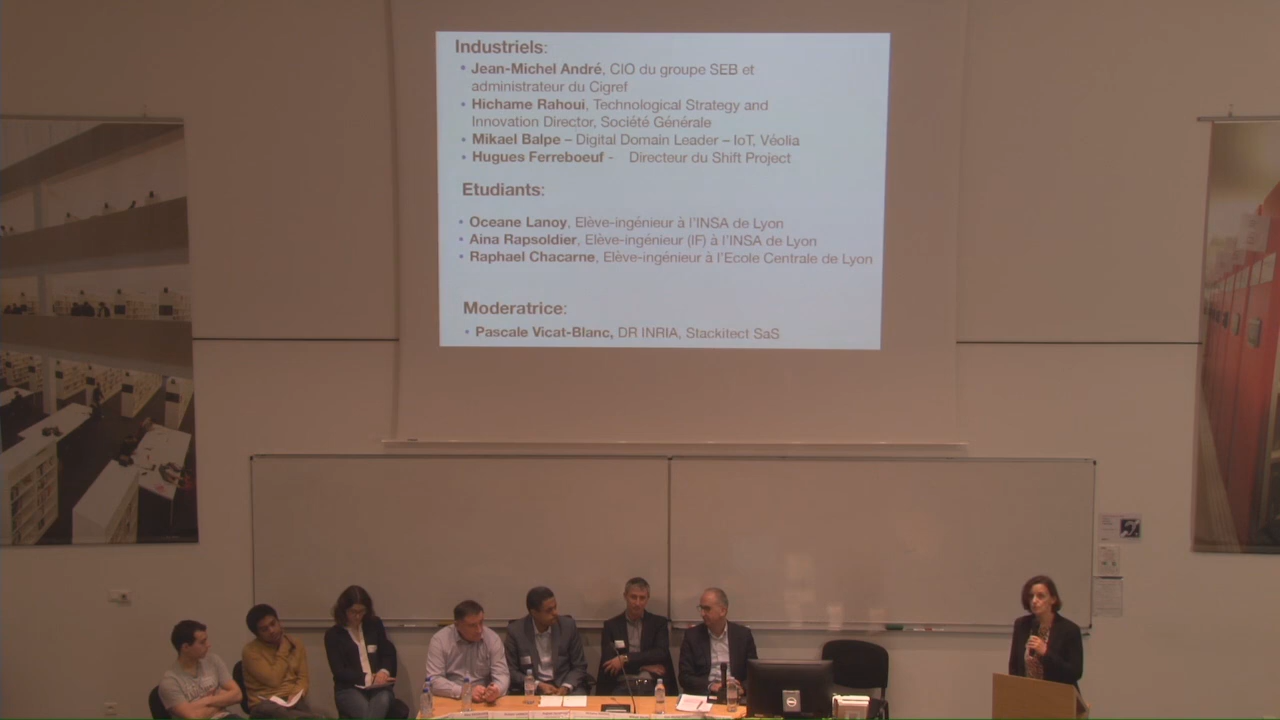 Industriels:
• Jean-Michel André, CIO du groupe SEB et
administrateur du Cigref
• Hichame Rahoui, Technological Strategy and
Innovation Director, Société Générale
• Mikael Balpe – Digital Domain Leader – IoT, Véolia
• Hugues Ferreboeuf - Directeur du Shift Project
Etudiants:
• Oceane Lanoy, Elève-ingénieur à l'INSA de Lyon
• Aina Rapsoldier, Elève-ingénieur (IF) à l'INSA de Lyon
• Raphael Chacarne, Elève-ingénieur à l'Ecole Centrale de Lyon
Moderatrice:
• Pascale Vicat-Blanc, DR INRIA, Stackitect SaS